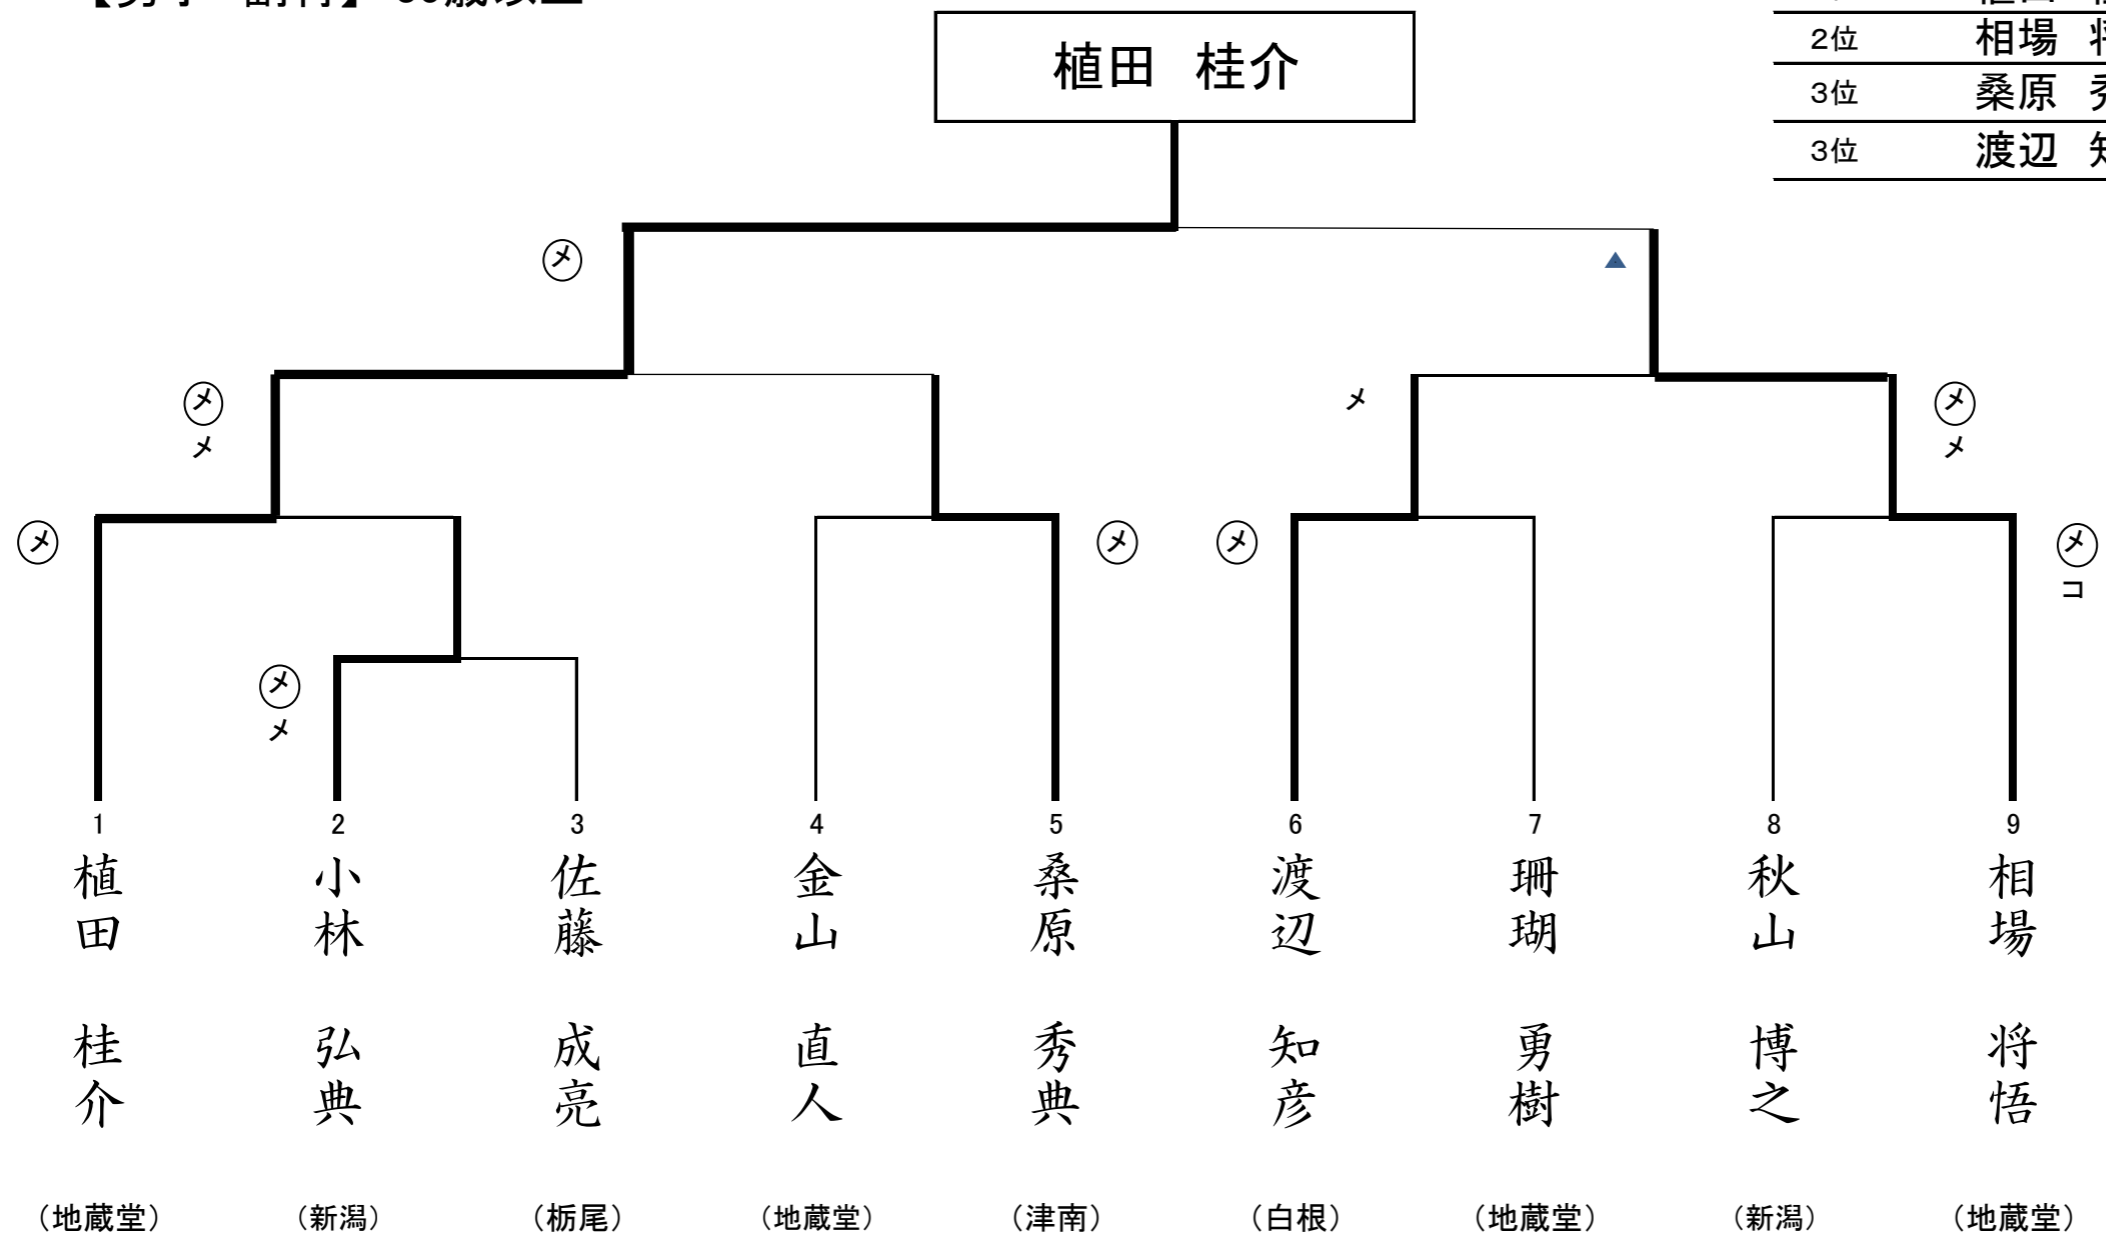 植田 桂介
2位 相場
3位 桑原
3位 渡辺
メ
メ
メ
メ
メ
メ
メ
メ
メ
メ
メ
コ
メ
メ
1 2 3 4 5 6 7 8 9
植田 桂介
小林 弘典
佐藤 成亮
金山 直人
桑原 秀典
渡辺 知彦
珊瑚 勇樹
秋山 博之
相場 将悟
（地蔵堂） （新潟） （栃尾） （地蔵堂） （津南） （白根） （地蔵堂） （新潟） （地蔵堂）